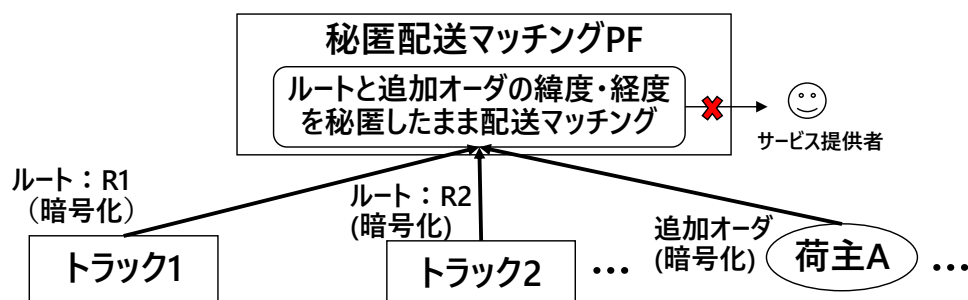 秘匿配送マッチングPF
ルートと追加オーダの緯度・経度
を秘匿したまま配送マッチング
サービス提供者
ルート：R1
（暗号化）
ルート：R2
(暗号化)
追加オーダ
(暗号化)
トラック1
トラック2
…
荷主A
…